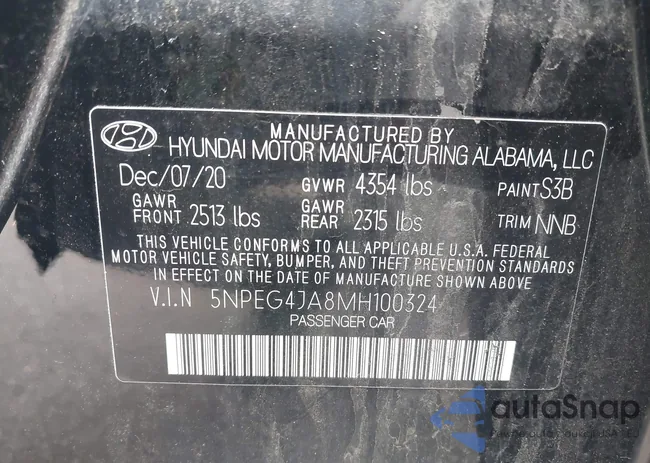 MANUFACTURED BY
HYUNDAI MOTOR MANUFACTURING ALABAMA, LLC
Dec/07/20 GVWR 4354 lbs PAINT S3B
GAWR FRONT 2513 lbs GAWR REAR 2315 lbs TRIM NNB
THIS VEHICLE CONFORMS TO ALL APPLICABLE U.S.A. FEDERAL
MOTOR VEHICLE SAFETY, BUMPER, AND THEFT PREVENTION STANDARDS
IN EFFECT ON THE DATE OF MANUFACTURE SHOWN ABOVE
V.I.N 5NPEG4JA8MH100324
PASSENGER CAR
autoSnap